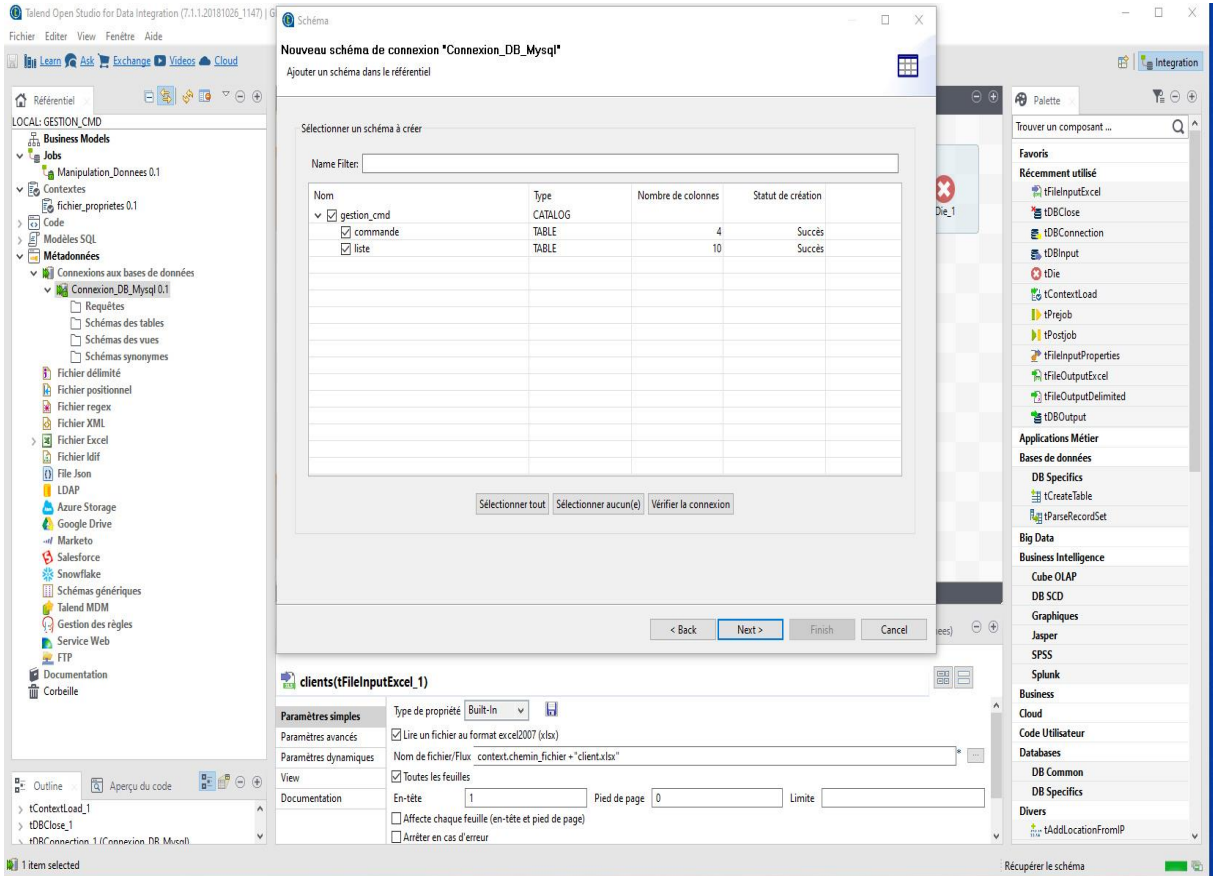 Talend Open Studio for Data Integration (7.1.1.20181026_1147) | G
Fichier Editer View Fenêtre Aide
Learn Ask Exchange Videos Cloud
Integration
Référentiel
LOCAL: GESTION_CMD
Business Models
Jobs
Manipulation_Donnees 0.1
Contextes
fichier_proprietes 0.1
Code
Modèles SQL
Métadonnées
Connexions aux bases de données
Connexion_DB_Mysql 0.1
Requêtes
Schémas des tables
Schémas des vues
Schémas synonymes
Fichier délimité
Fichier positionnel
Fichier regex
Fichier XML
Fichier Excel
Fichier ldif
File Json
LDAP
Azure Storage
Google Drive
Marketo
Salesforce
Snowflake
Schémas génériques
Talend MDM
Gestion des règles
Service Web
FTP
Documentation
Corbeille
Outline
Aperçu du code
tContextLoad_1
tDBClose_1
tDBConnection_1 (Connexion_DB_Mysql)
1 item selected
Schéma
Nouveau schéma de connexion "Connexion_DB_Mysql"
Ajouter un schéma dans le référentiel
Sélectionner un schéma à créer
Name Filter:
Nom Type Nombre de colonnes Statut de création
gestion_cmd CATALOG
commande TABLE 4 Succès
liste TABLE 10 Succès
Sélectionner tout Sélectionner aucun(e) Vérifier la connexion
< Back Next > Finish Cancel
Die_1
ees)
clients(tFileInputExcel_1)
Paramètres simples
Paramètres avancés
Paramètres dynamiques
View
Documentation
Type de propriété Built-In
Lire un fichier au format excel2007 (xlsx)
Nom de fichier/Flux context.chemin_fichier +"client.xlsx" * ...
Toutes les feuilles
En-tête 1 Pied de page 0 Limite
Affecte chaque feuille (en-tête et pied de page)
Arrêter en cas d'erreur
Palette
Trouver un composant ...
Favoris
Récemment utilisé
tFileInputExcel
tDBClose
tDBConnection
tDBInput
tDie
tContextLoad
tPrejob
tPostjob
tFileInputProperties
tFileOutputExcel
tFileOutputDelimited
tDBOutput
Applications Métier
Bases de données
DB Specifics
tCreateTable
tParseRecordSet
Big Data
Business Intelligence
Cube OLAP
DB SCD
Graphiques
Jasper
SPSS
Splunk
Business
Cloud
Code Utilisateur
Databases
DB Common
DB Specifics
Divers
tAddLocationFromIP
Récupérer le schéma